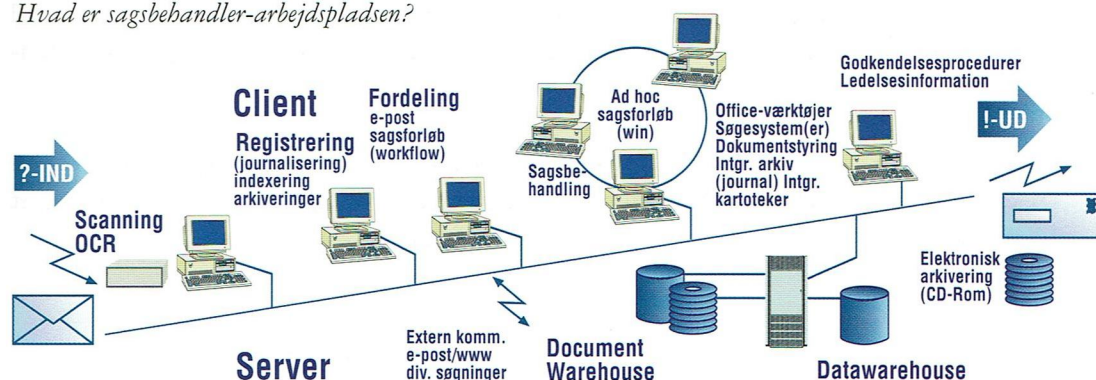 Hvad er sagsbehandler-arbejdspladsen?
?-IND
Scanning
OCR
Client
Registrering
(journalisering)
indexering
arkiveringer
Fordeling
e-post
sagsforløb
(workflow)
Sagsbe-
handling
Ad hoc
sagsforløb
(win)
Office-værktøjer
Søgesystem(er)
Dokumentstyring
Intgr. arkiv
(journal) Intgr.
kartoteker
Godkendelsesprocedurer
Ledelsesinformation
!-UD
Elektronisk
arkivering
(CD-Rom)
Server
Extern komm.
e-post/www
div. søgninger
Document
Warehouse
Datawarehouse